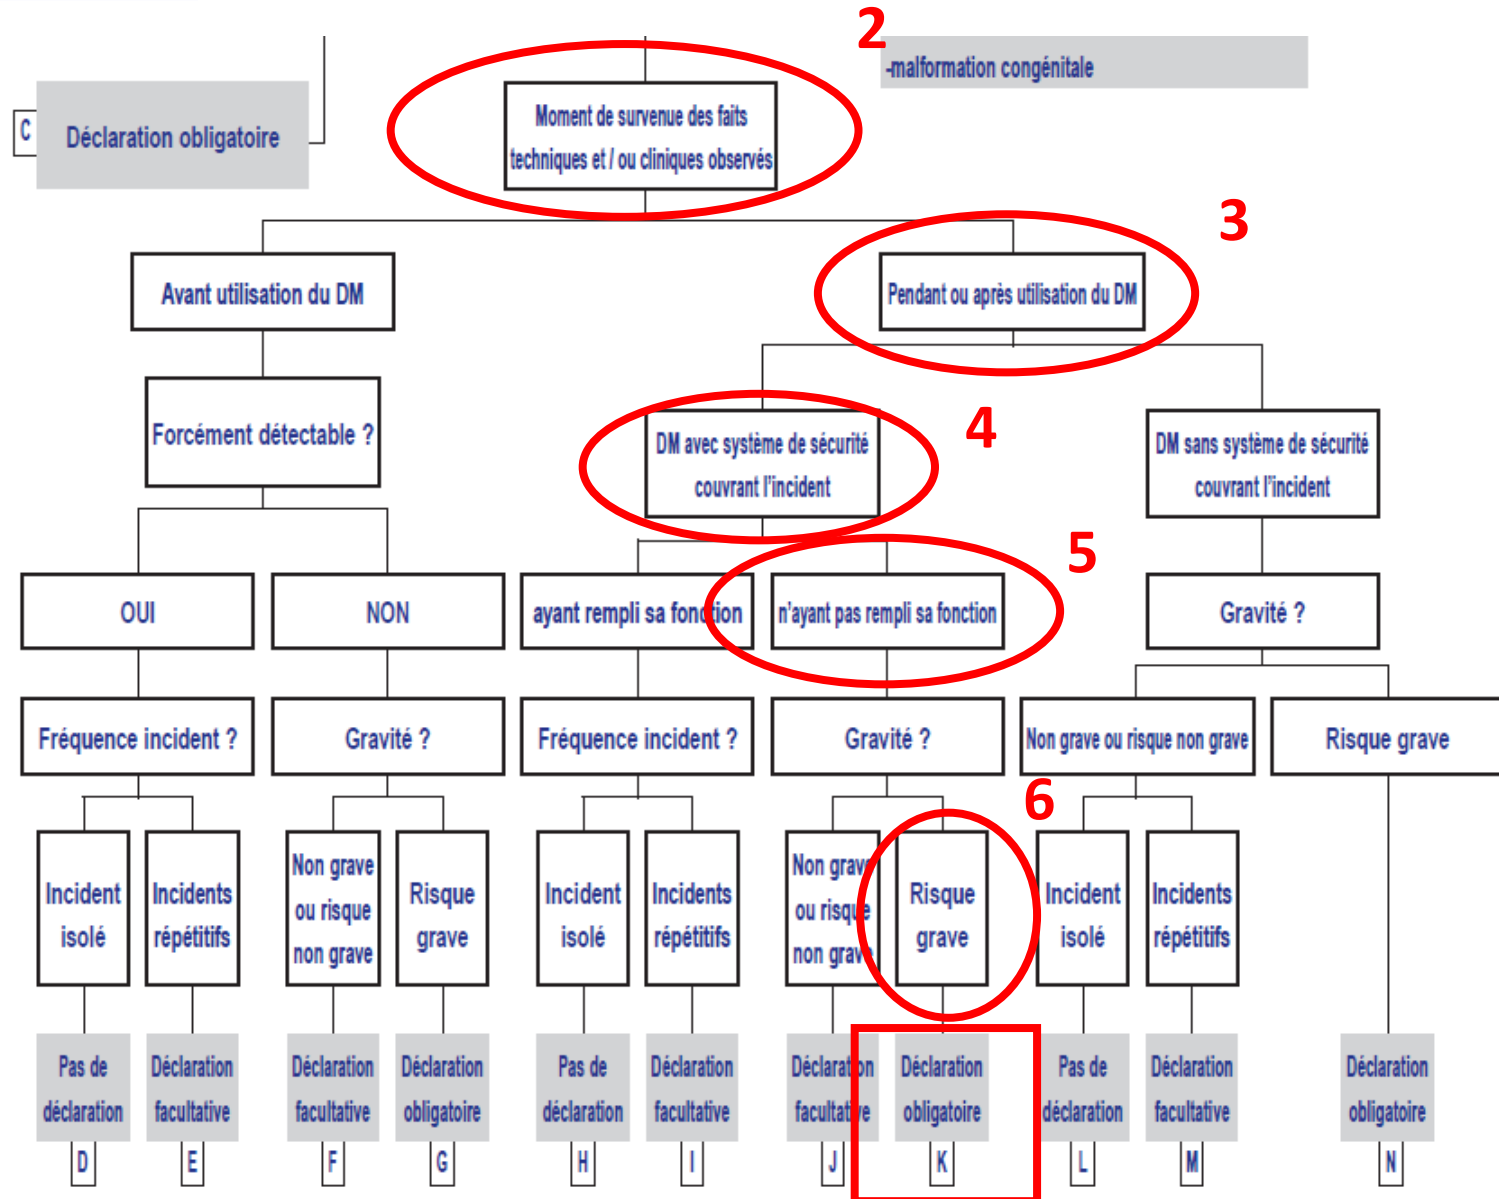 2
-malformation congénitale
C
Déclaration obligatoire
Moment de survenue des faits
techniques et / ou cliniques observés
3
Avant utilisation du DM
Pendant ou après utilisation du DM
Forcément détectable ?
4
DM avec système de sécurité
couvrant l'incident
DM sans système de sécurité
couvrant l'incident
5
OUI
NON
ayant rempli sa fonction
n'ayant pas rempli sa fonction
Gravité ?
Fréquence incident ?
Gravité ?
Fréquence incident ?
Gravité ?
Non grave ou risque non grave
Risque grave
6
Incident
isolé
Incidents
répétitifs
Non grave
ou risque
non grave
Risque
grave
Incident
isolé
Incidents
répétitifs
Non grave
ou risque
non grave
Risque
grave
Incident
isolé
Incidents
répétitifs
Pas de
déclaration
Déclaration
facultative
Déclaration
facultative
Déclaration
obligatoire
Pas de
déclaration
Déclaration
facultative
Déclaration
facultative
Déclaration
obligatoire
Pas de
déclaration
Déclaration
facultative
Déclaration
obligatoire
D
E
F
G
H
I
J
K
L
M
N